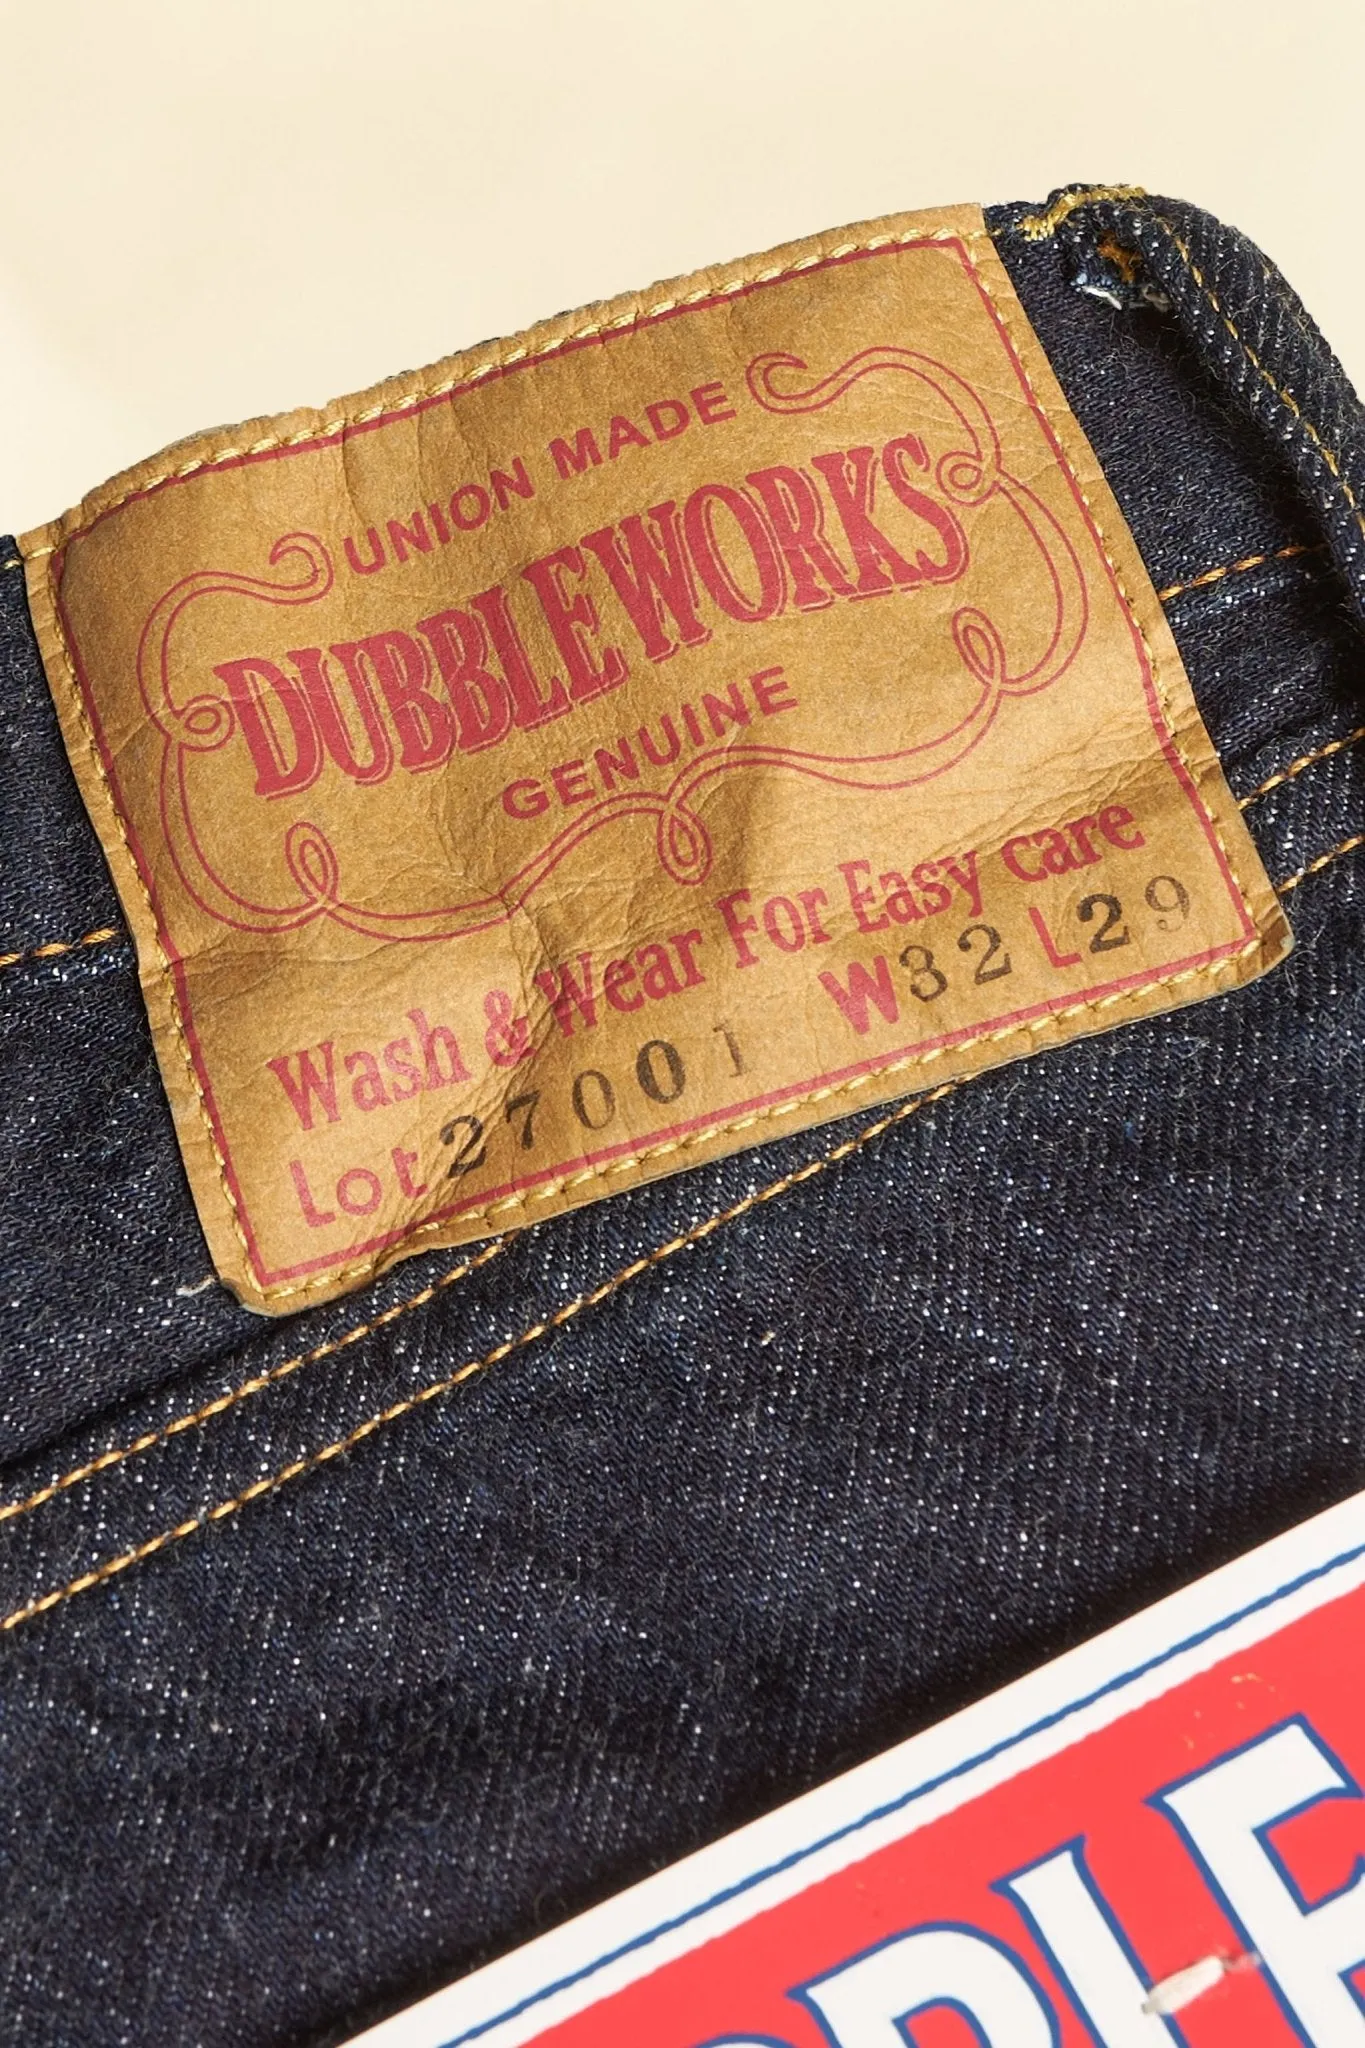 UNION MADE
DUBBLEWORKS
GENUINE
Wash & Wear For Easy care
Lot 27001 W32 L29